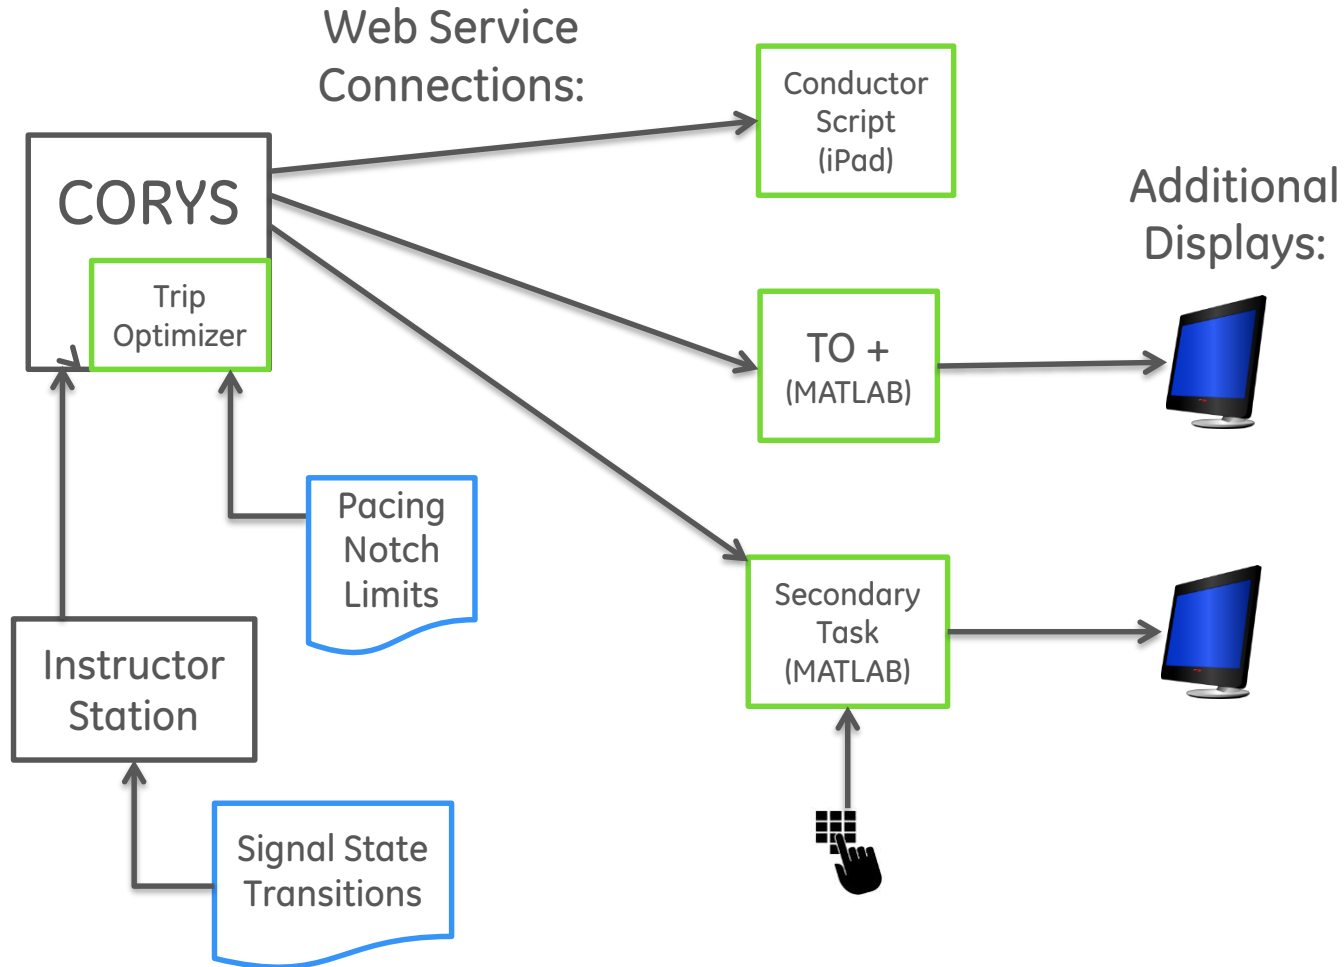 Web Service
Connections:
Conductor
Script
(iPad)
CORYS
Additional
Displays:
Trip
Optimizer
TO +
(MATLAB)
Pacing
Notch
Limits
Secondary
Task
(MATLAB)
Instructor
Station
Signal State
Transitions